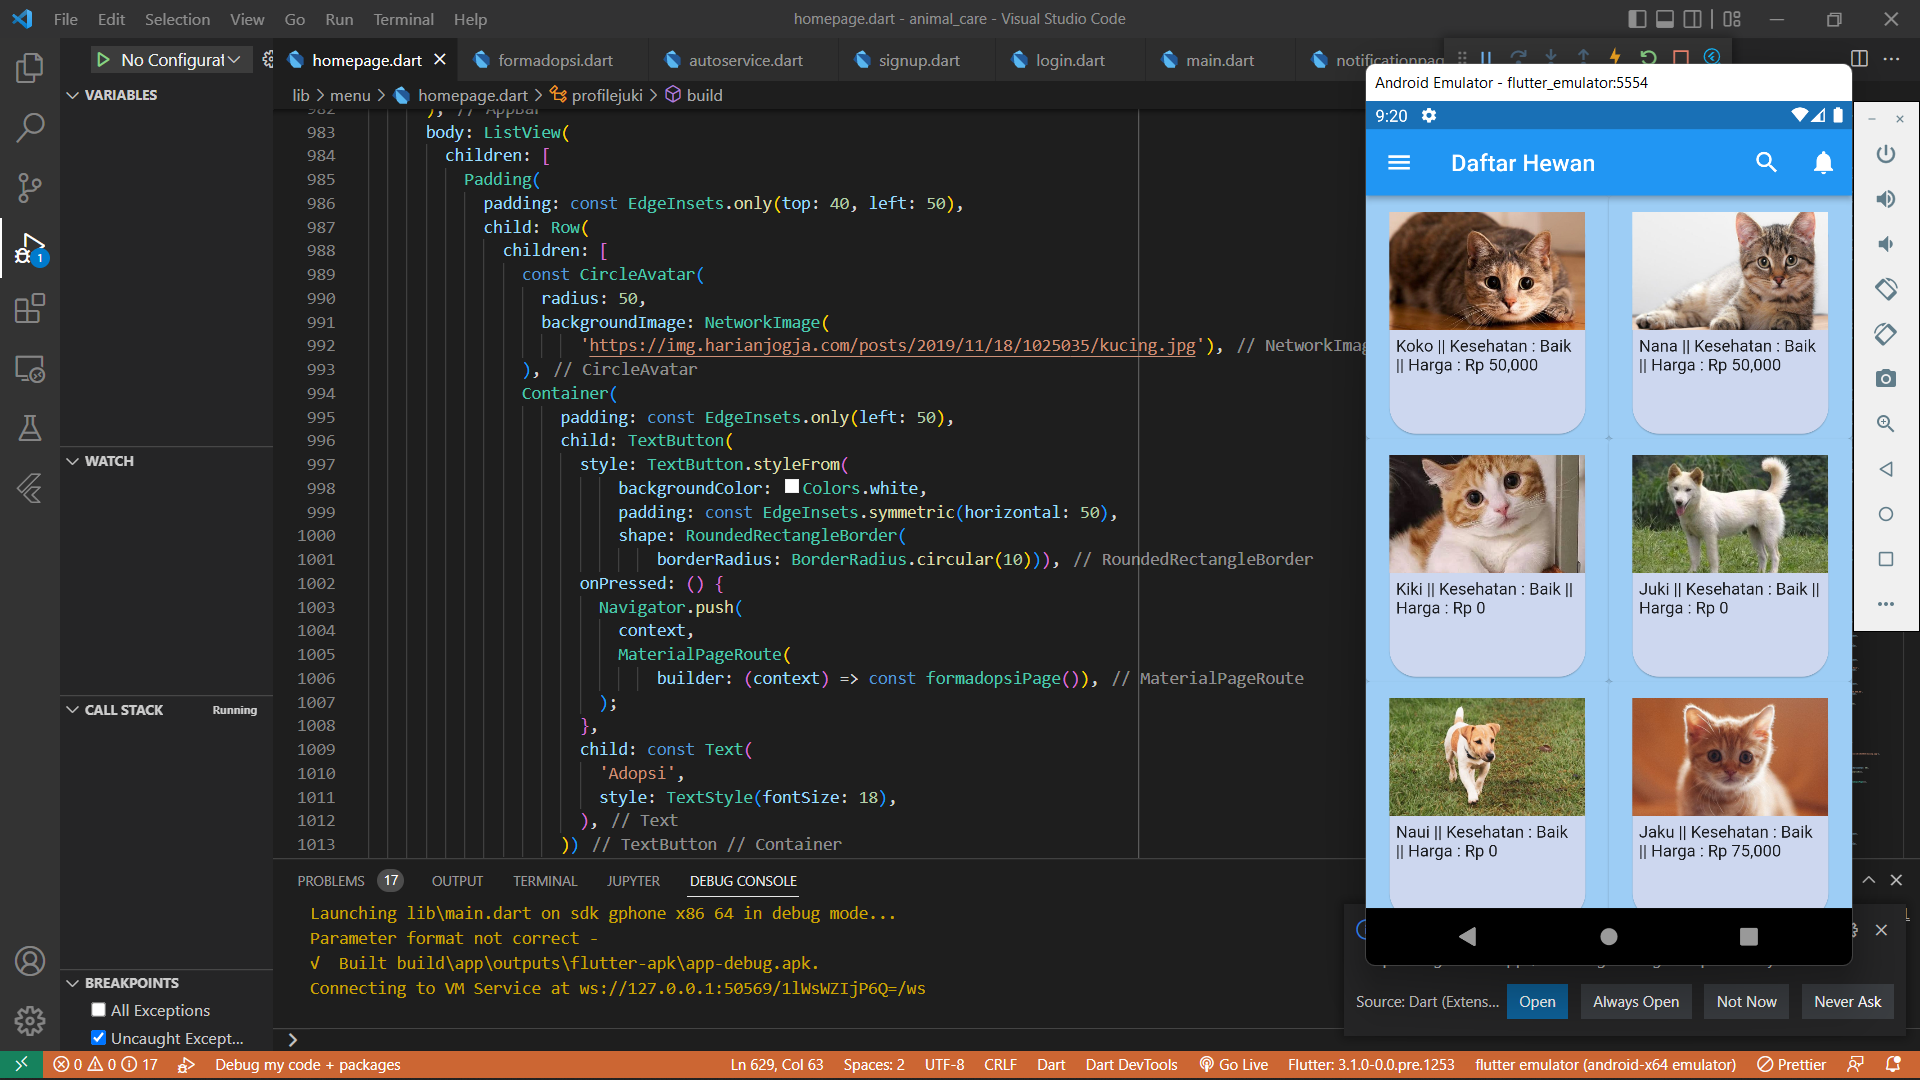 File Edit Selection View Go Run Terminal Help
homepage.dart - animal_care - Visual Studio Code
No Configurat
homepage.dart
formadopsi.dart
autoservice.dart
signup.dart
login.dart
main.dart
notificationpag
lib > menu > homepage.dart > profilejuki > build
VARIABLES
WATCH
CALL STACK Running
BREAKPOINTS
All Exceptions
Uncaught Except...
1
982 ), // AppBar
983 body: ListView(
984 children: [
985 Padding(
986 padding: const EdgeInsets.only(top: 40, left: 50),
987 child: Row(
988 children: [
989 const CircleAvatar(
990 radius: 50,
991 backgroundImage: NetworkImage(
992 'https://img.harianjogja.com/posts/2019/11/18/1025035/kucing.jpg'), // NetworkImag
993 ), // CircleAvatar
994 Container(
995 padding: const EdgeInsets.only(left: 50),
996 child: TextButton(
997 style: TextButton.styleFrom(
998 backgroundColor: Colors.white,
999 padding: const EdgeInsets.symmetric(horizontal: 50),
1000 shape: RoundedRectangleBorder(
1001 borderRadius: BorderRadius.circular(10))), // RoundedRectangleBorder
1002 onPressed: () {
1003 Navigator.push(
1004 context,
1005 MaterialPageRoute(
1006 builder: (context) => const formadopsiPage()), // MaterialPageRoute
1007 );
1008 },
1009 child: const Text(
1010 'Adopsi',
1011 style: TextStyle(fontSize: 18),
1012 ), // Text
1013 )) // TextButton // Container
PROBLEMS 17 OUTPUT TERMINAL JUPYTER DEBUG CONSOLE
Launching lib\main.dart on sdk gphone x86 64 in debug mode...
Parameter format not correct -
√ Built build\app\outputs\flutter-apk\app-debug.apk.
Connecting to VM Service at ws://127.0.0.1:50569/1lWsWZIjP6Q=/ws
Android Emulator - flutter_emulator:5554
9:20
Daftar Hewan
Koko || Kesehatan : Baik
|| Harga : Rp 50,000
Nana || Kesehatan : Baik
|| Harga : Rp 50,000
Kiki || Kesehatan : Baik ||
Harga : Rp 0
Juki || Kesehatan : Baik ||
Harga : Rp 0
Naui || Kesehatan : Baik
|| Harga : Rp 0
Jaku || Kesehatan : Baik
|| Harga : Rp 75,000
Source: Dart (Extens...
Open
Always Open
Not Now
Never Ask
0 0 17
Debug my code + packages
Ln 629, Col 63
Spaces: 2
UTF-8
CRLF
Dart
Dart DevTools
Go Live
Flutter: 3.1.0-0.0.pre.1253
flutter emulator (android-x64 emulator)
Prettier